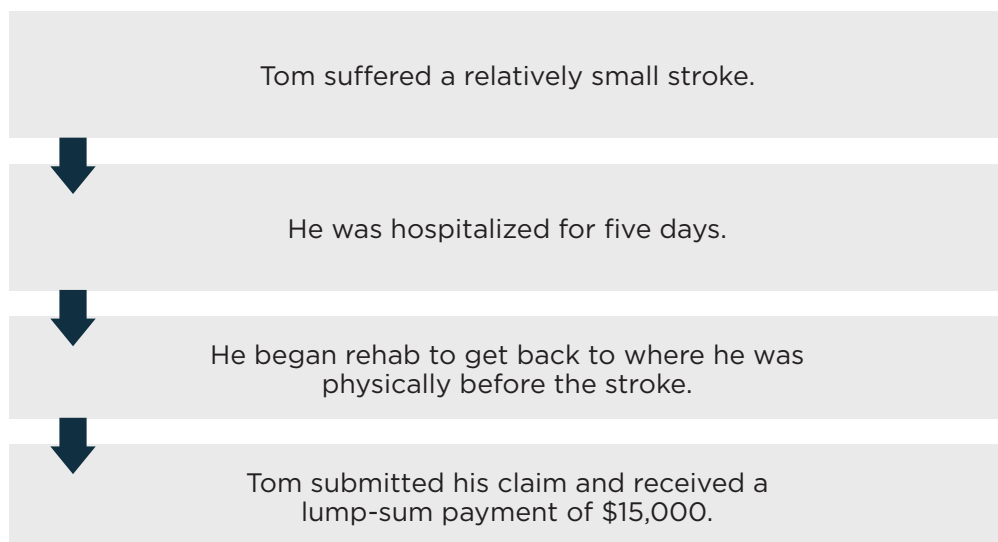 Tom suffered a relatively small stroke.
He was hospitalized for five days.
He began rehab to get back to where he was
physically before the stroke.
Tom submitted his claim and received a
lump-sum payment of $15,000.